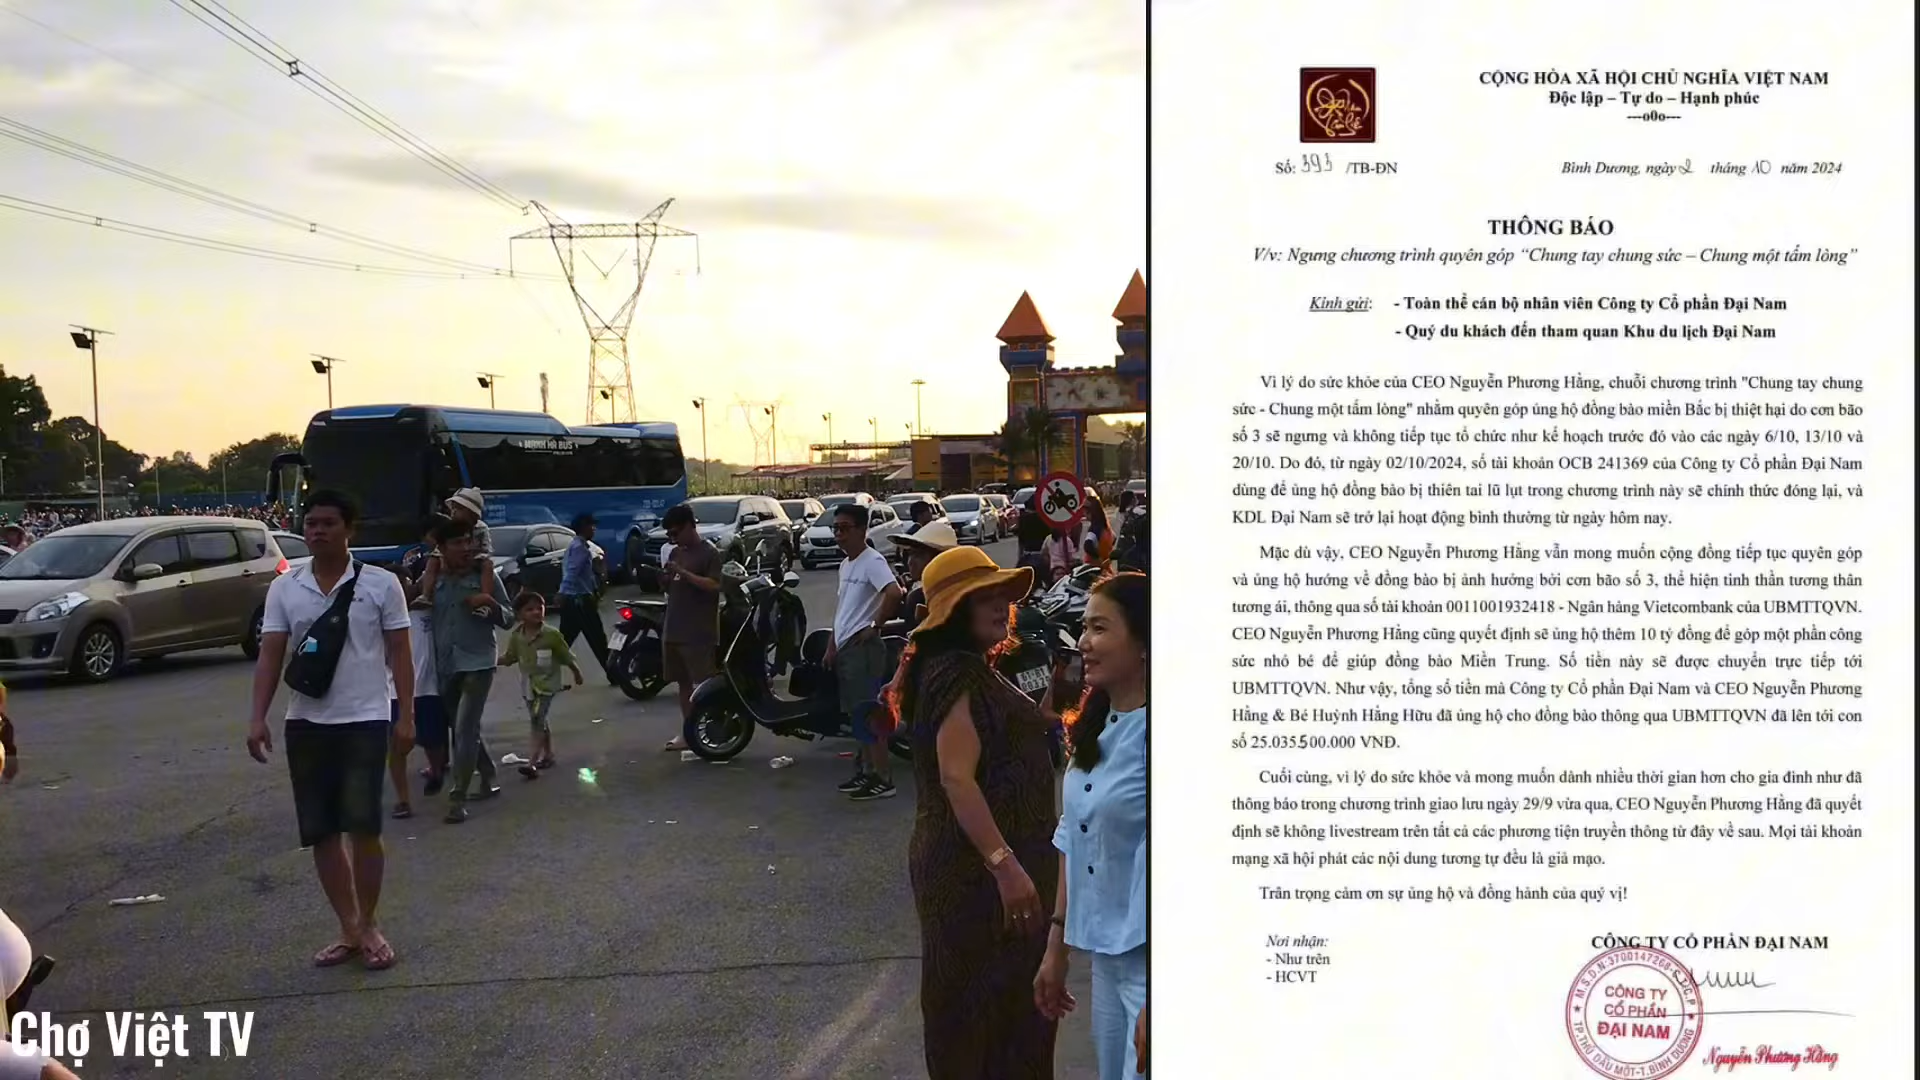 MẠNH HÀ BUS
Chợ Việt TV
CỘNG HÒA XÃ HỘI CHỦ NGHĨA VIỆT NAM
Độc lập – Tự do – Hạnh phúc
---o0o---
Số: 393 /TB-ĐN
Bình Dương, ngày 2 tháng 10 năm 2024
THÔNG BÁO
V/v: Ngưng chương trình quyên góp “Chung tay chung sức – Chung một tấm lòng”
Kính gửi: - Toàn thể cán bộ nhân viên Công ty Cổ phần Đại Nam
- Quý du khách đến tham quan Khu du lịch Đại Nam
Vì lý do sức khỏe của CEO Nguyễn Phương Hằng, chuỗi chương trình "Chung tay chung
sức - Chung một tấm lòng" nhằm quyên góp ủng hộ đồng bào miền Bắc bị thiệt hại do cơn bão
số 3 sẽ ngưng và không tiếp tục tổ chức như kế hoạch trước đó vào các ngày 6/10, 13/10 và
20/10. Do đó, từ ngày 02/10/2024, số tài khoản OCB 241369 của Công ty Cổ phần Đại Nam
dùng để ủng hộ đồng bào bị thiên tai lũ lụt trong chương trình này sẽ chính thức đóng lại, và
KDL Đại Nam sẽ trở lại hoạt động bình thường từ ngày hôm nay.
Mặc dù vậy, CEO Nguyễn Phương Hằng vẫn mong muốn cộng đồng tiếp tục quyên góp
và ủng hộ hướng về đồng bào bị ảnh hưởng bởi cơn bão số 3, thể hiện tinh thần tương thân
tương ái, thông qua số tài khoản 0011001932418 - Ngân hàng Vietcombank của UBMTTQVN.
CEO Nguyễn Phương Hằng cũng quyết định sẽ ủng hộ thêm 10 tỷ đồng để góp một phần công
sức nhỏ bé để giúp đồng bào Miền Trung. Số tiền này sẽ được chuyển trực tiếp tới
UBMTTQVN. Như vậy, tổng số tiền mà Công ty Cổ phần Đại Nam và CEO Nguyễn Phương
Hằng & Bé Huỳnh Hằng Hữu đã ủng hộ cho đồng bào thông qua UBMTTQVN đã lên tới con
số 25.035.500.000 VNĐ.
Cuối cùng, vì lý do sức khỏe và mong muốn dành nhiều thời gian hơn cho gia đình như đã
thông báo trong chương trình giao lưu ngày 29/9 vừa qua, CEO Nguyễn Phương Hằng đã quyết
định sẽ không livestream trên tất cả các phương tiện truyền thông từ đây về sau. Mọi tài khoản
mạng xã hội phát các nội dung tương tự đều là giả mạo.
Trân trọng cảm ơn sự ủng hộ và đồng hành của quý vị!
Nơi nhận:
- Như trên
- HCVT
CÔNG TY CỔ PHẦN ĐẠI NAM
M.S.D.N:3700147268-C.T.C.P
CÔNG TY
CỔ PHẦN
ĐẠI NAM
TP.THỦ DẦU MỘT-T.BÌNH DƯƠNG
Nguyễn Phương Hằng